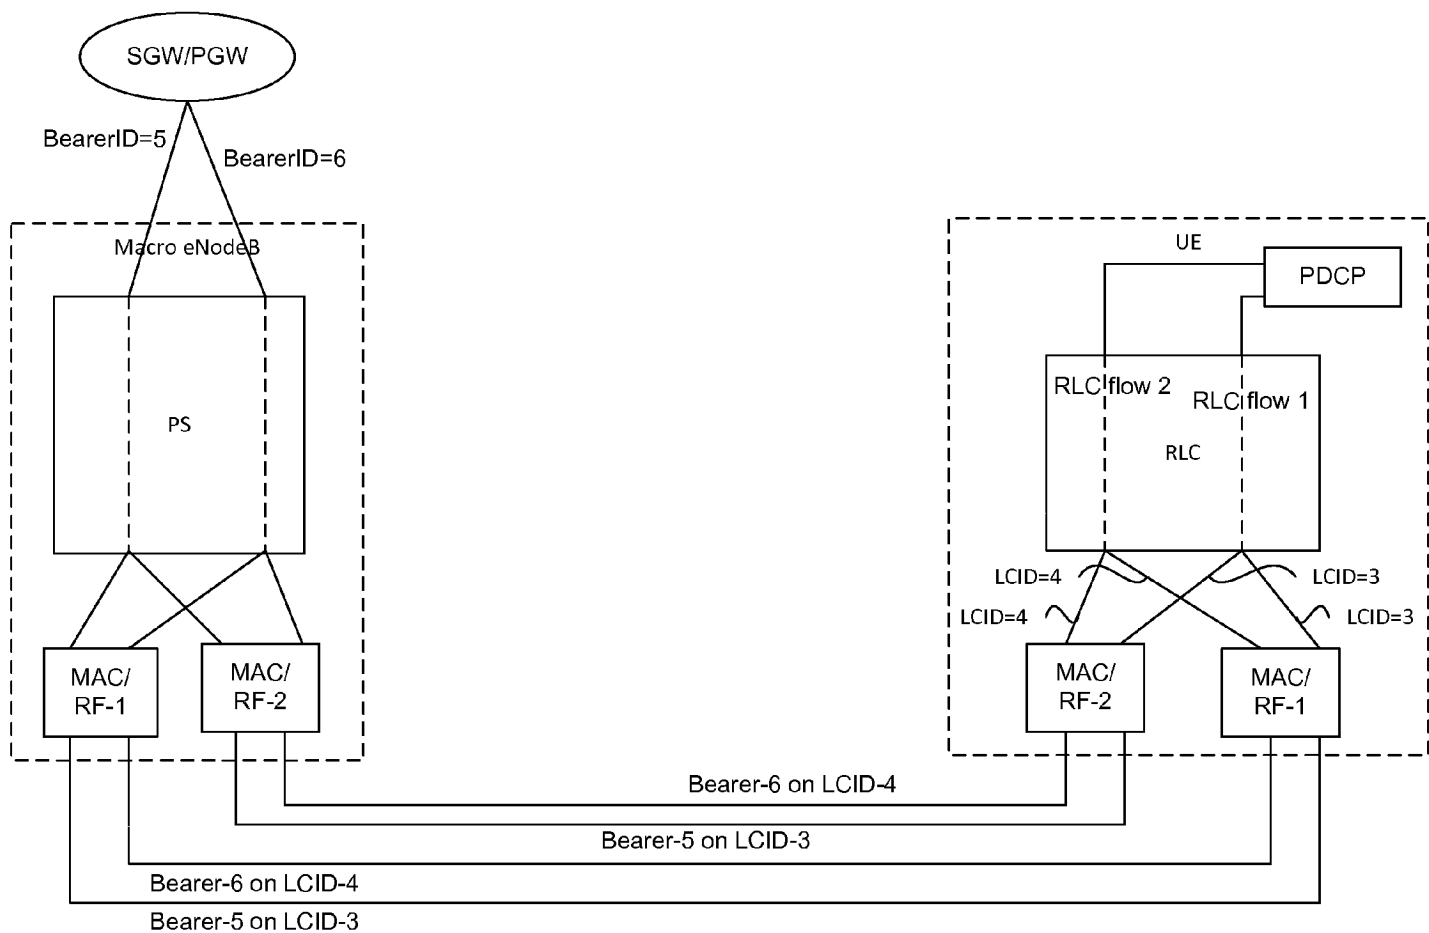 SGW/PGW
BearerID=5
BearerID=6
Macro eNodeB
PS
MAC/
RF-1
MAC/
RF-2
UE
PDCP
RLC flow 2
RLC flow 1
RLC
LCID=4
LCID=3
LCID=4
LCID=3
MAC/
RF-2
MAC/
RF-1
Bearer-6 on LCID-4
Bearer-5 on LCID-3
Bearer-6 on LCID-4
Bearer-5 on LCID-3